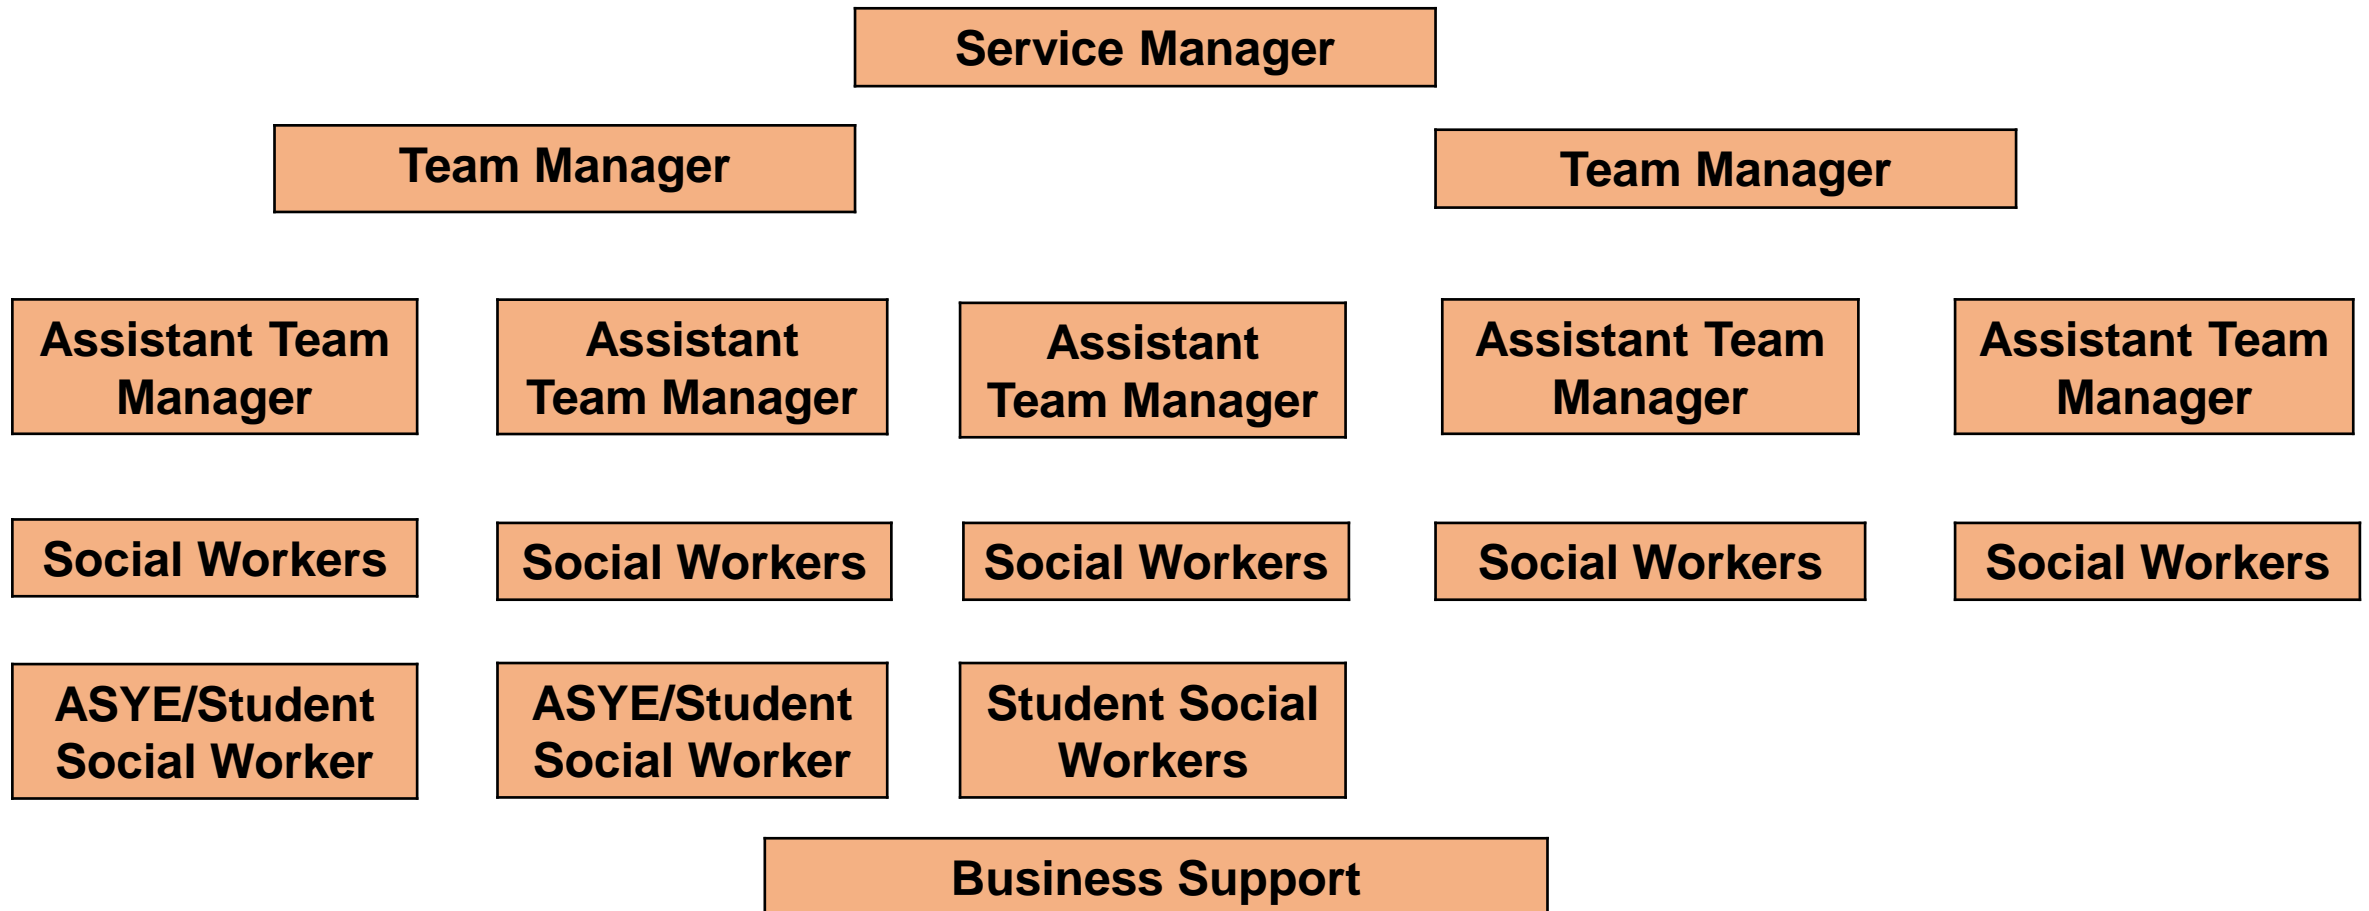 Service Manager
Team Manager
Team Manager
Assistant Team
Manager
Assistant
Team Manager
Assistant
Team Manager
Assistant Team
Manager
Assistant Team
Manager
Social Workers
Social Workers
Social Workers
Social Workers
Social Workers
ASYE/Student
Social Worker
ASYE/Student
Social Worker
Student Social
Workers
Business Support